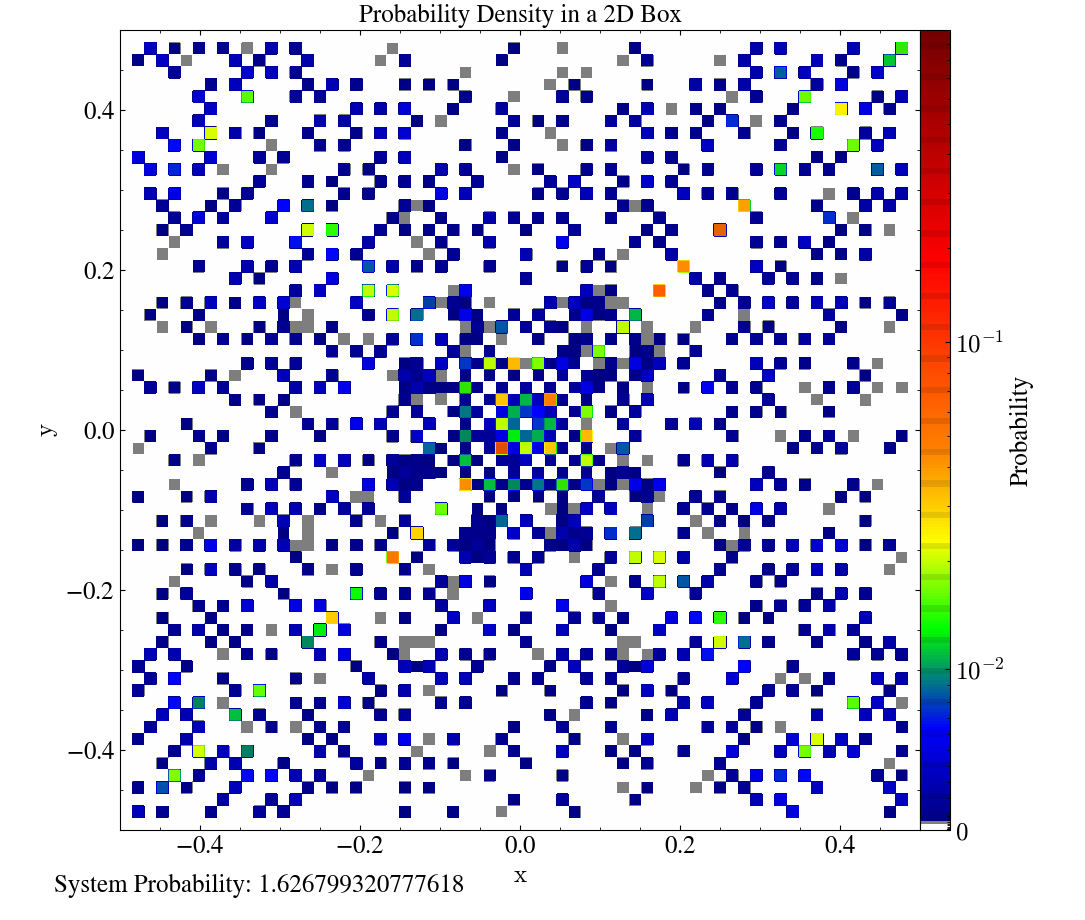 Probability Density in a 2D Box
0.4
0.2
0.0
−0.2
−0.4
y
−0.4 −0.2 0.0 0.2 0.4
x
10⁻¹
10⁻²
0
Probability
System Probability: 1.626799320777618